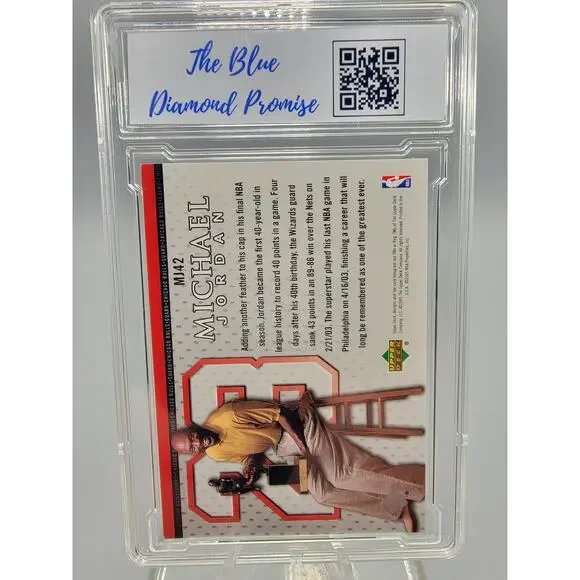 The Blue
Diamond Promise
MJ42
MICHAEL
JORDAN
Adding another feather to his cap in his final NBA
season, Jordan became the first 40-year-old in
league history to record 40 points in a game. Four
days after his 40th birthday, the Wizards guard
sank 43 points in an 89-86 win over the Nets on
2/21/03. The superstar played his last NBA game in
Philadelphia on 4/16/03, finishing a career that will
long be remembered as one of the greatest ever.
23
UPPER
DECK